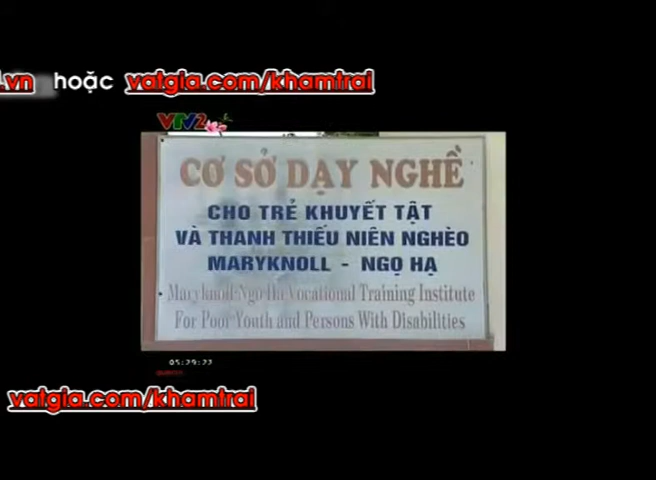 .vn hoặc vatgia.com/khamtrai
VTV2
CƠ SỞ DẠY NGHỀ
CHO TRẺ KHUYẾT TẬT
VÀ THANH THIẾU NIÊN NGHÈO
MARYKNOLL - NGỌ HẠ
Maryknoll-Ngo Ha Vocational Training Institute
For Poor Youth and Persons With Disabilities
05:29:22
vatgia.com/khamtrai